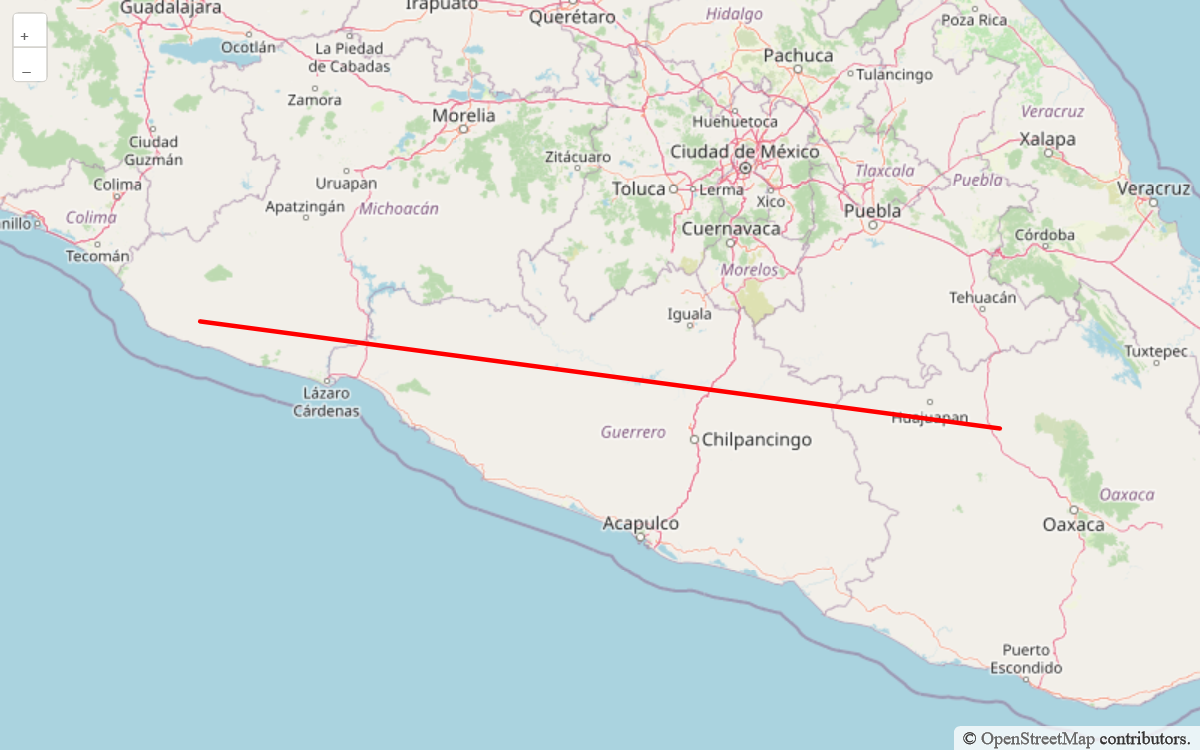 Guadalajara
Irapuato
Querétaro
Hidalgo
Poza Rica
+
–
Ocotlán
La Piedad
de Cabadas
Pachuca
Tulancingo
Zamora
Morelia
Huehuetoca
Veracruz
Ciudad
Guzmán
Zitácuaro
Ciudad de México
Xalapa
Colima
Uruapan
Toluca
Lerma
Tlaxcala
Puebla
Veracruz
Colima
Apatzingán
Michoacán
Xico
Puebla
nillo
Tecomán
Cuernavaca
Córdoba
Morelos
Tehuacán
Iguala
Tuxtepec
Lázaro
Cárdenas
Huajuapan
Guerrero
Chilpancingo
Oaxaca
Acapulco
Oaxaca
Puerto
Escondido
© OpenStreetMap contributors.